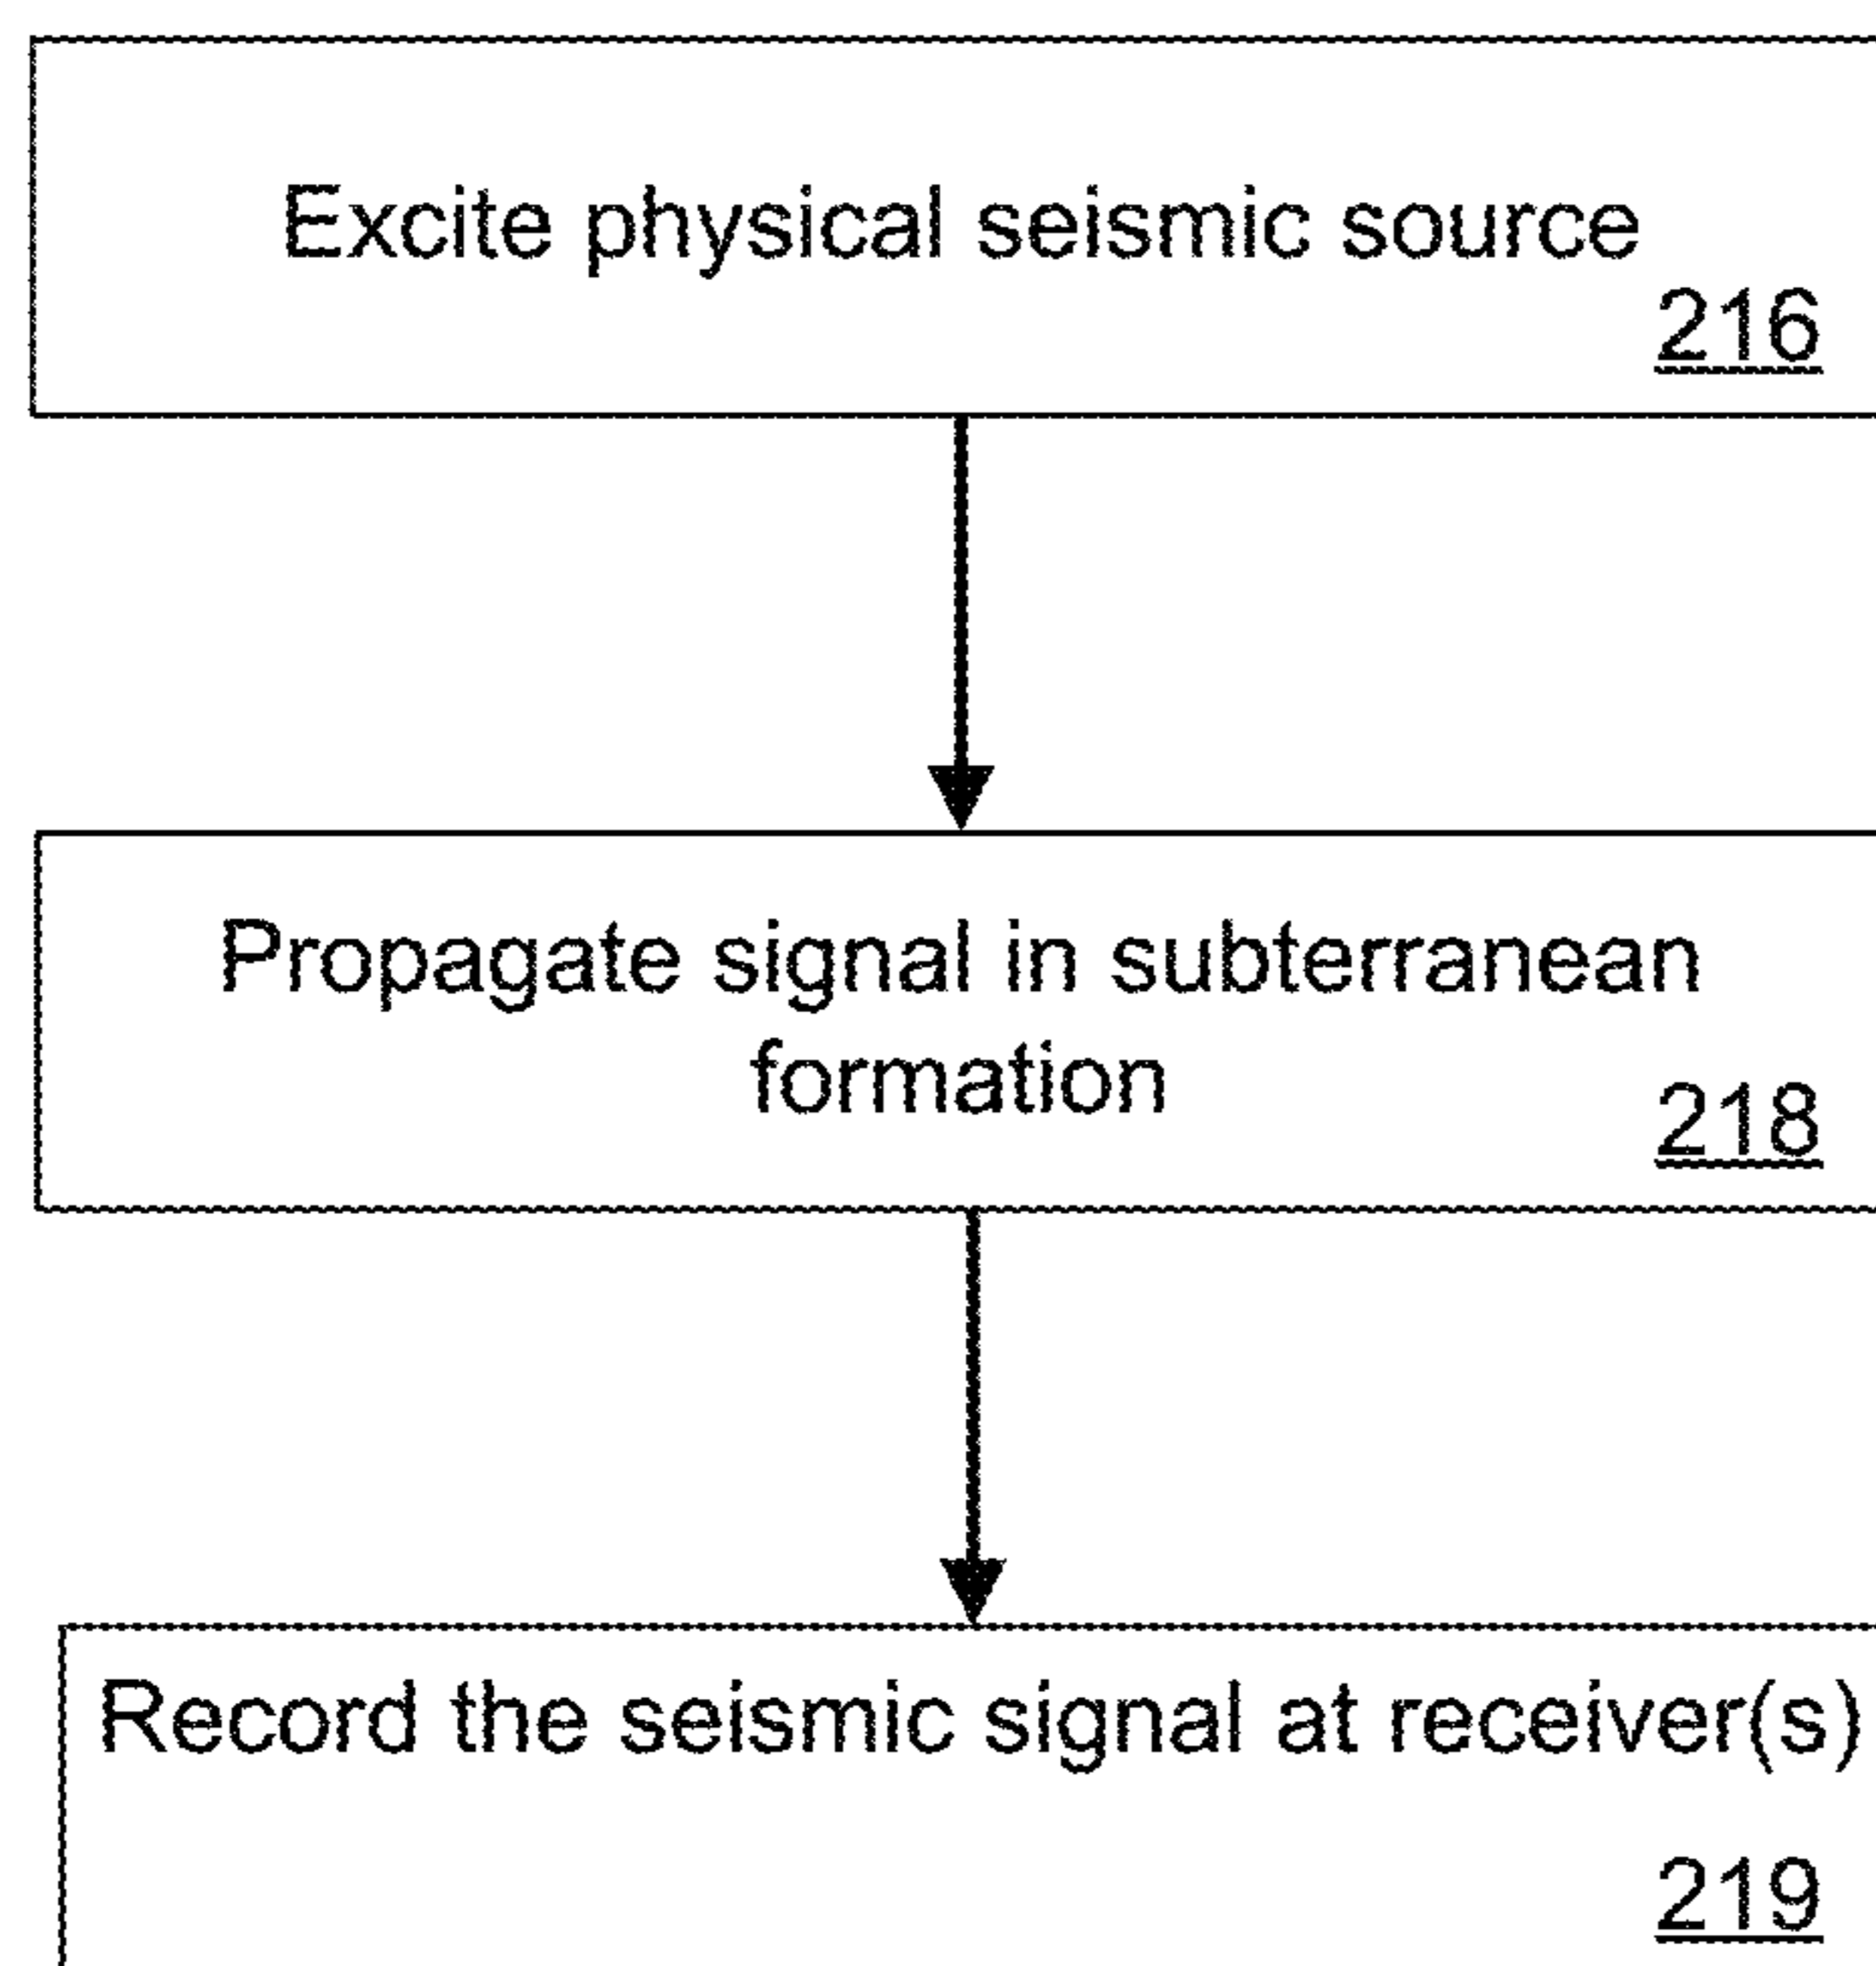 Excite physical seismic source
216
Propagate signal in subterranean
formation
218
Record the seismic signal at receiver(s)
219